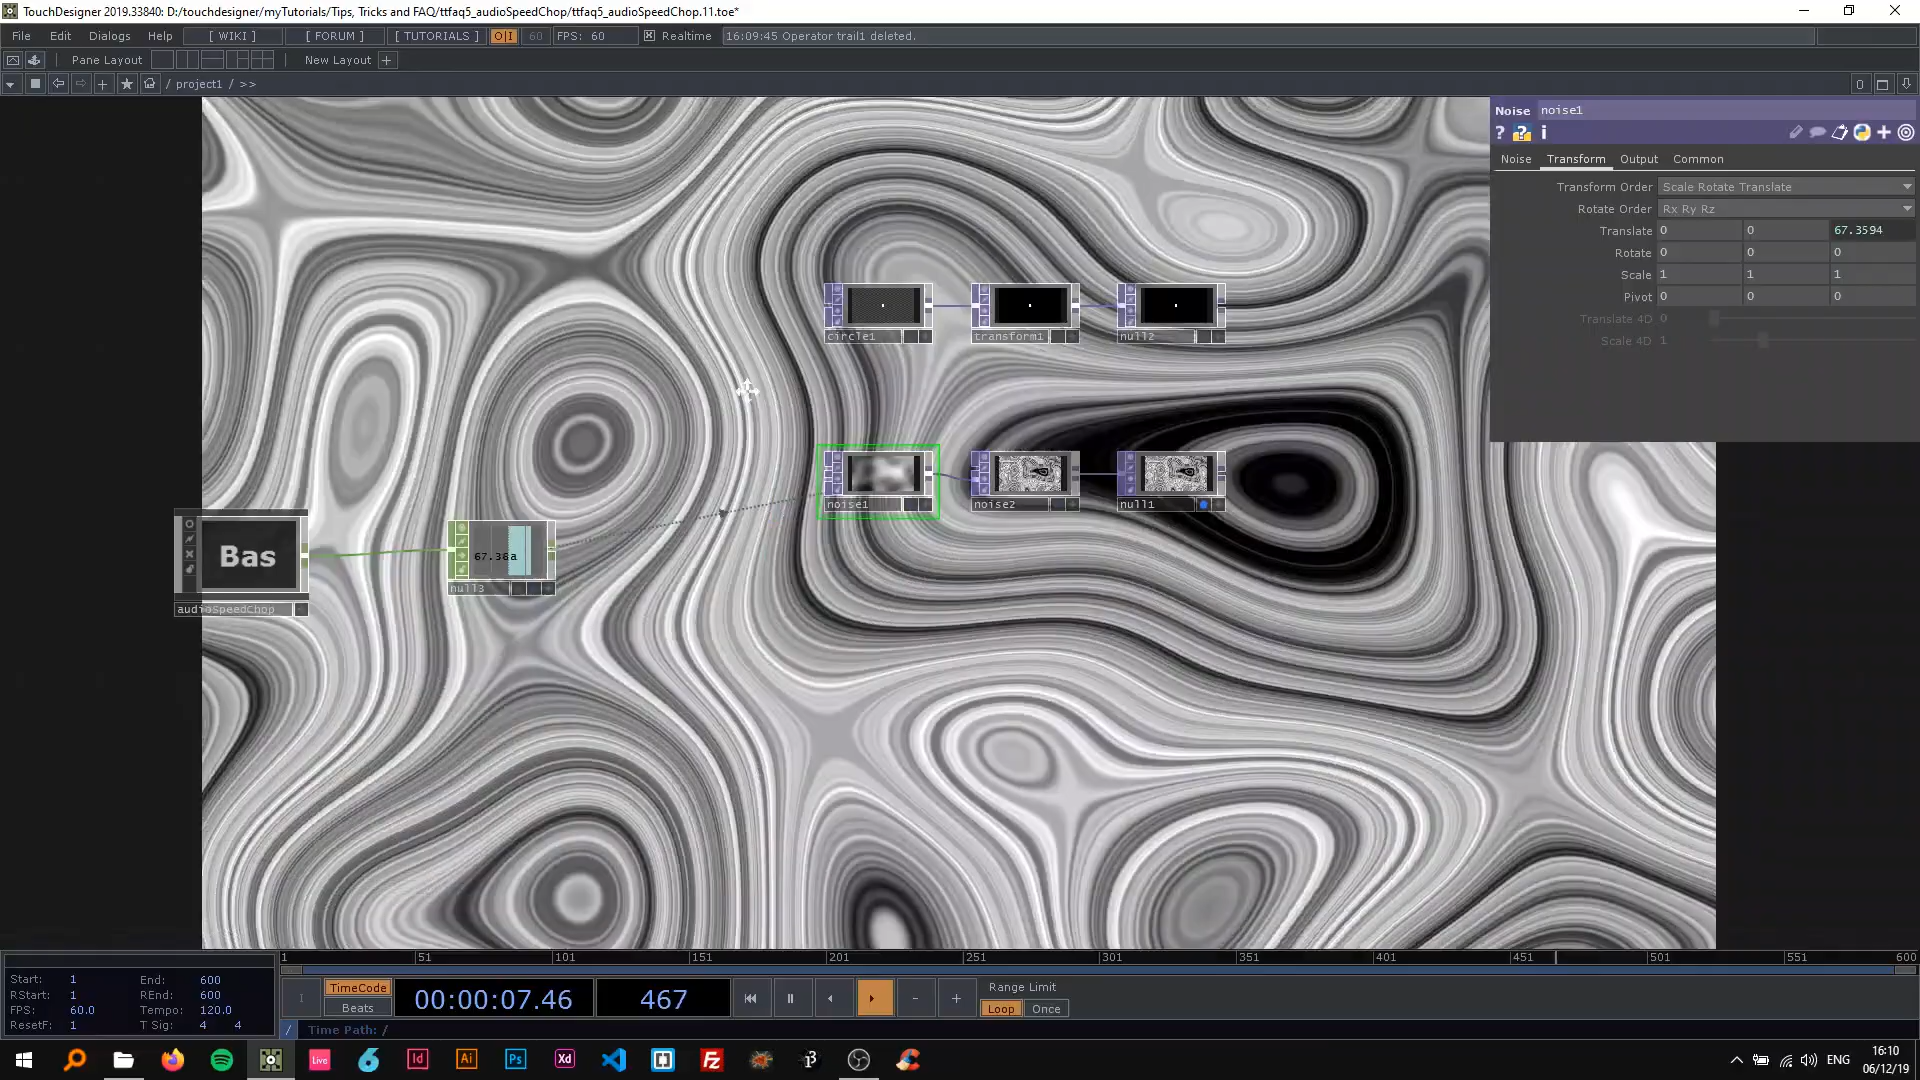 TouchDesigner 2019.33840: D:/touchdesigner/myTutorials/Tips, Tricks and FAQ/ttfaq5_audioSpeedChop/ttfaq5_audioSpeedChop.11.toe*
File Edit Dialogs Help [ WIKI ] [ FORUM ] [ TUTORIALS ] O|I 60 FPS: 60 Realtime 16:09:45 Operator trail1 deleted.
Pane Layout New Layout +
/ project1 / >> 0
Noise noise1
? ? i
Noise Transform Output Common
Transform Order Scale Rotate Translate
Rotate Order Rx Ry Rz
Translate 0 0 67.3594
Rotate 0 0 0
Scale 1 1 1
Pivot 0 0 0
Translate 4D 0
Scale 4D 1
circle1 transform1 null2
noise1 noise2 null1
Bas
audioSpeedChop
67.36a
null3
1 51 101 151 201 251 301 351 401 451 501 551 600
Start: 1 End: 600
RStart: 1 REnd: 600
FPS: 60.0 Tempo: 120.0
ResetF: 1 T Sig: 4 4
TimeCode
Beats
00:00:07.46
467
Range Limit
Loop Once
/ Time Path: /
Live Id Ai Ps Xd Fz
ENG
16:10
06/12/19